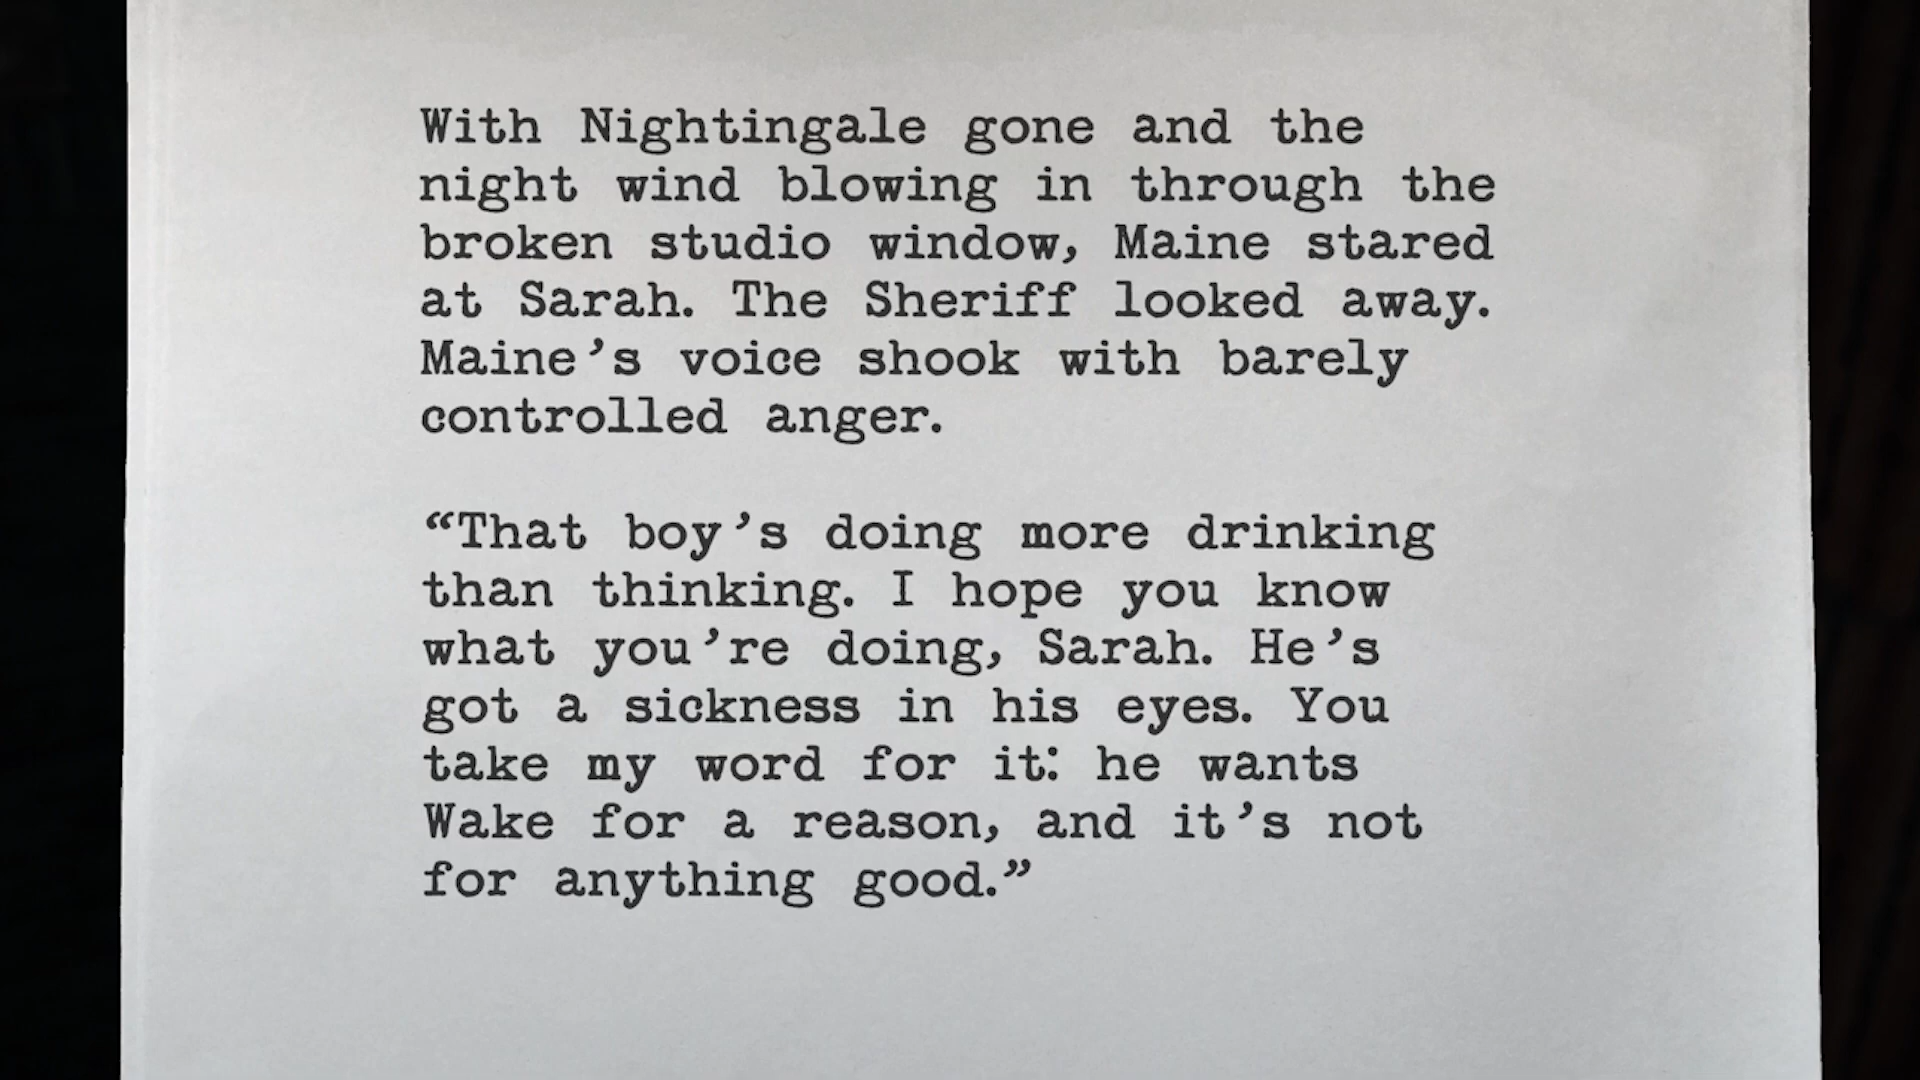 With Nightingale gone and the
night wind blowing in through the
broken studio window, Maine stared
at Sarah. The Sheriff looked away.
Maine’s voice shook with barely
controlled anger.
“That boy’s doing more drinking
than thinking. I hope you know
what you’re doing, Sarah. He’s
got a sickness in his eyes. You
take my word for it: he wants
Wake for a reason, and it’s not
for anything good.”